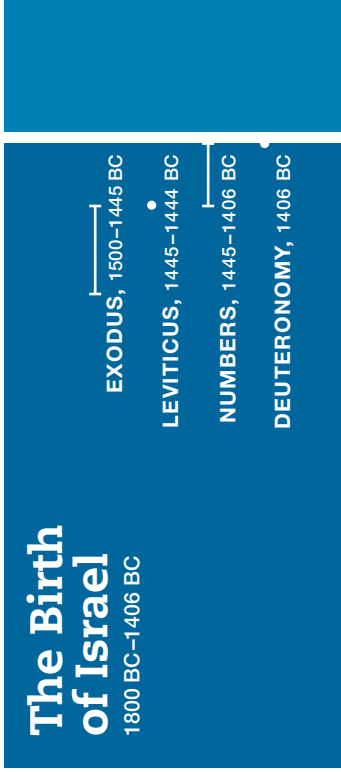 The Birth
of Israel
1800 BC–1406 BC
EXODUS, 1500–1445 BC
LEVITICUS, 1445–1444 BC
NUMBERS, 1445–1406 BC
DEUTERONOMY, 1406 BC